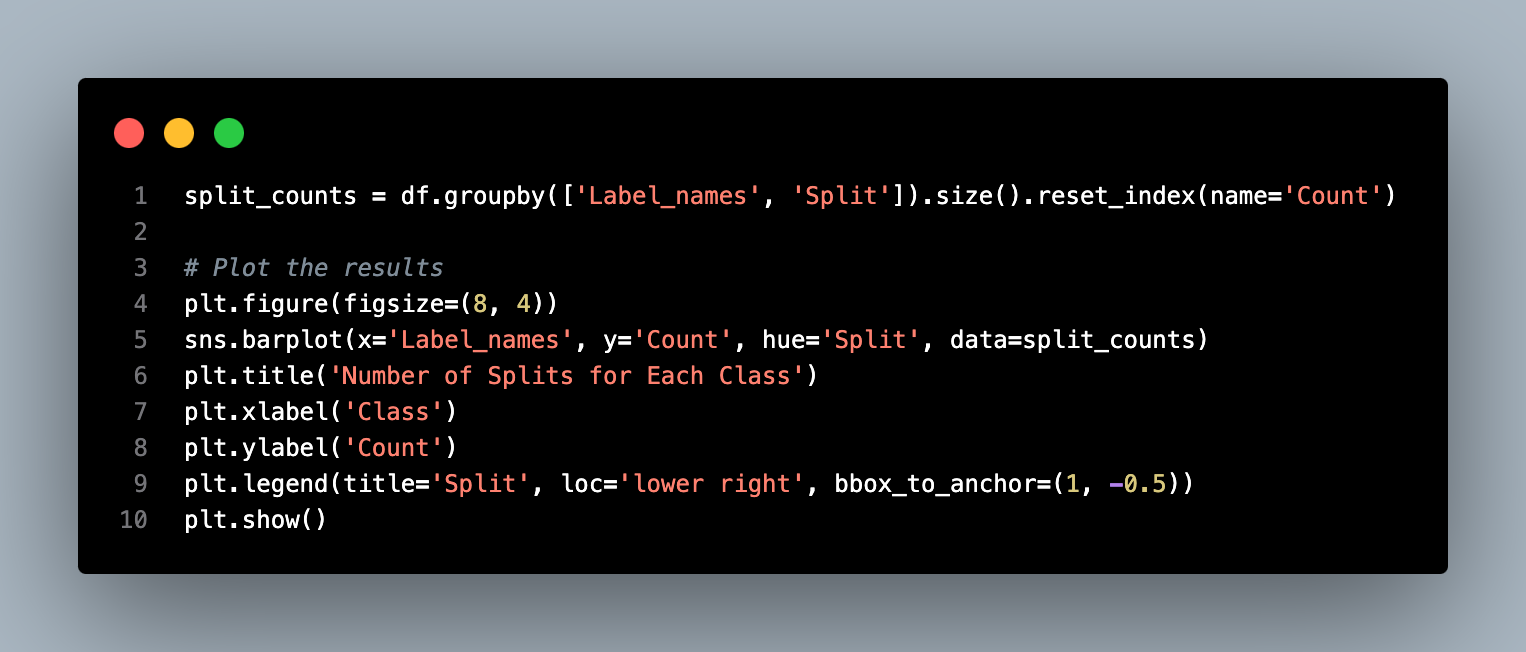 1 split_counts = df.groupby(['Label_names', 'Split']).size().reset_index(name='Count')
2
3 # Plot the results
4 plt.figure(figsize=(8, 4))
5 sns.barplot(x='Label_names', y='Count', hue='Split', data=split_counts)
6 plt.title('Number of Splits for Each Class')
7 plt.xlabel('Class')
8 plt.ylabel('Count')
9 plt.legend(title='Split', loc='lower right', bbox_to_anchor=(1, -0.5))
10 plt.show()